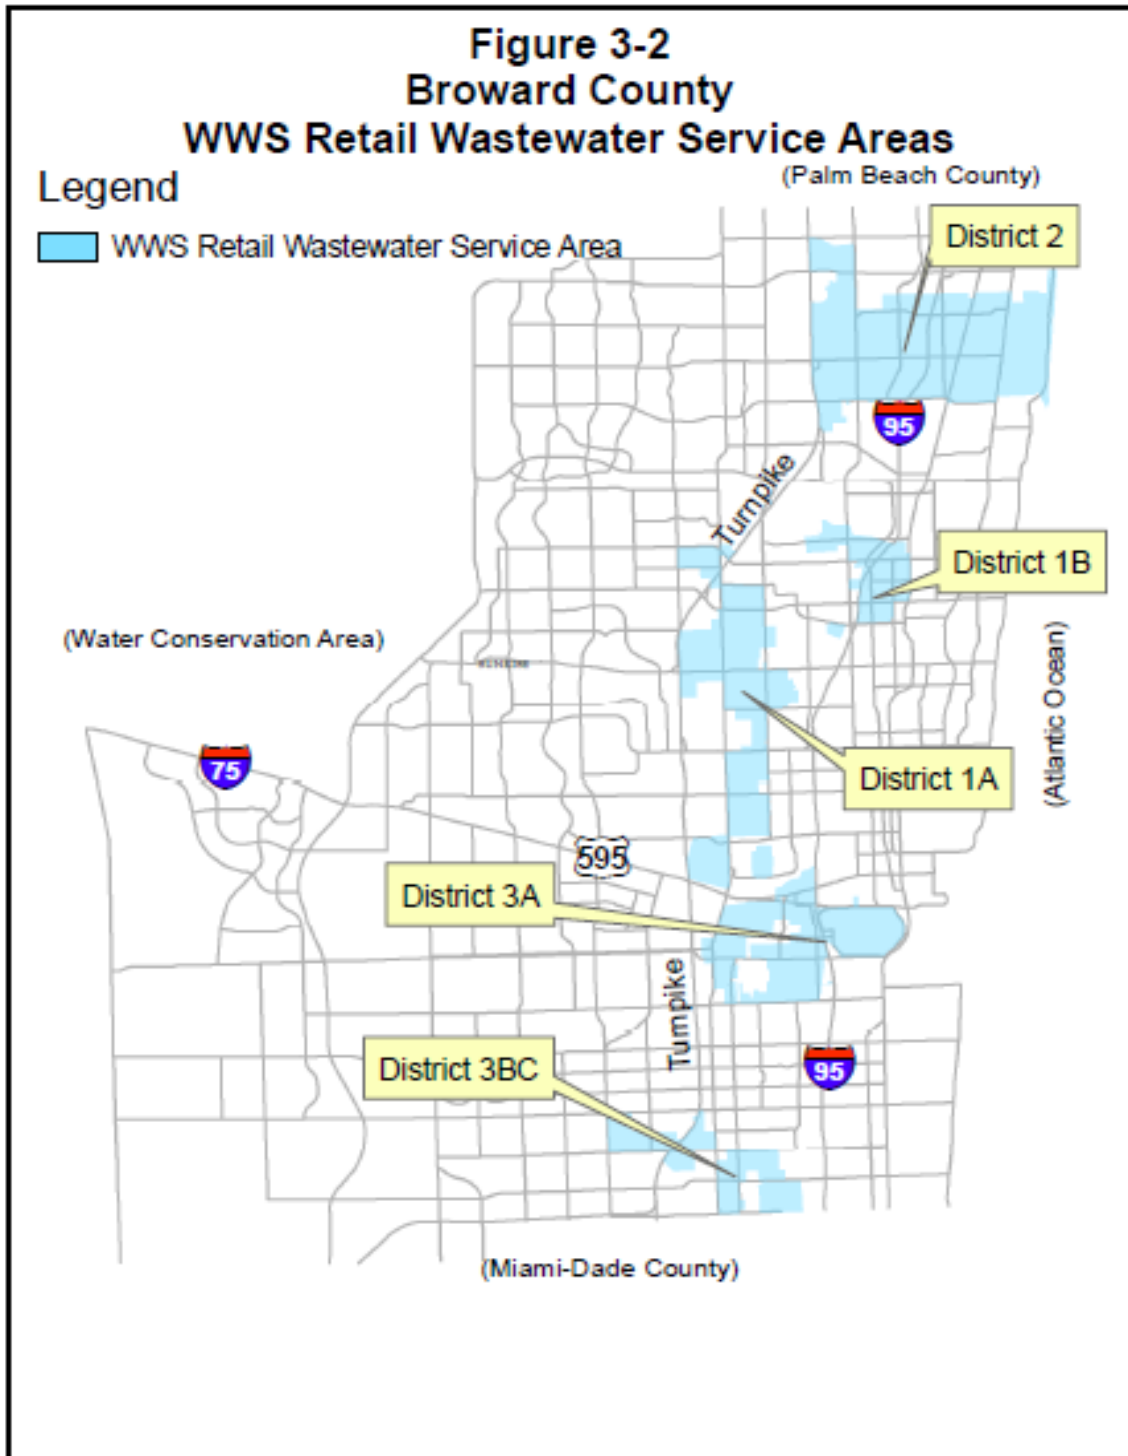 Figure 3-2
Broward County
WWS Retail Wastewater Service Areas
(Palm Beach County)
Legend
WWS Retail Wastewater Service Area
District 2
95
Turnpike
District 1B
(Water Conservation Area)
(Atlantic Ocean)
75
District 1A
595
District 3A
Turnpike
District 3BC
95
(Miami-Dade County)